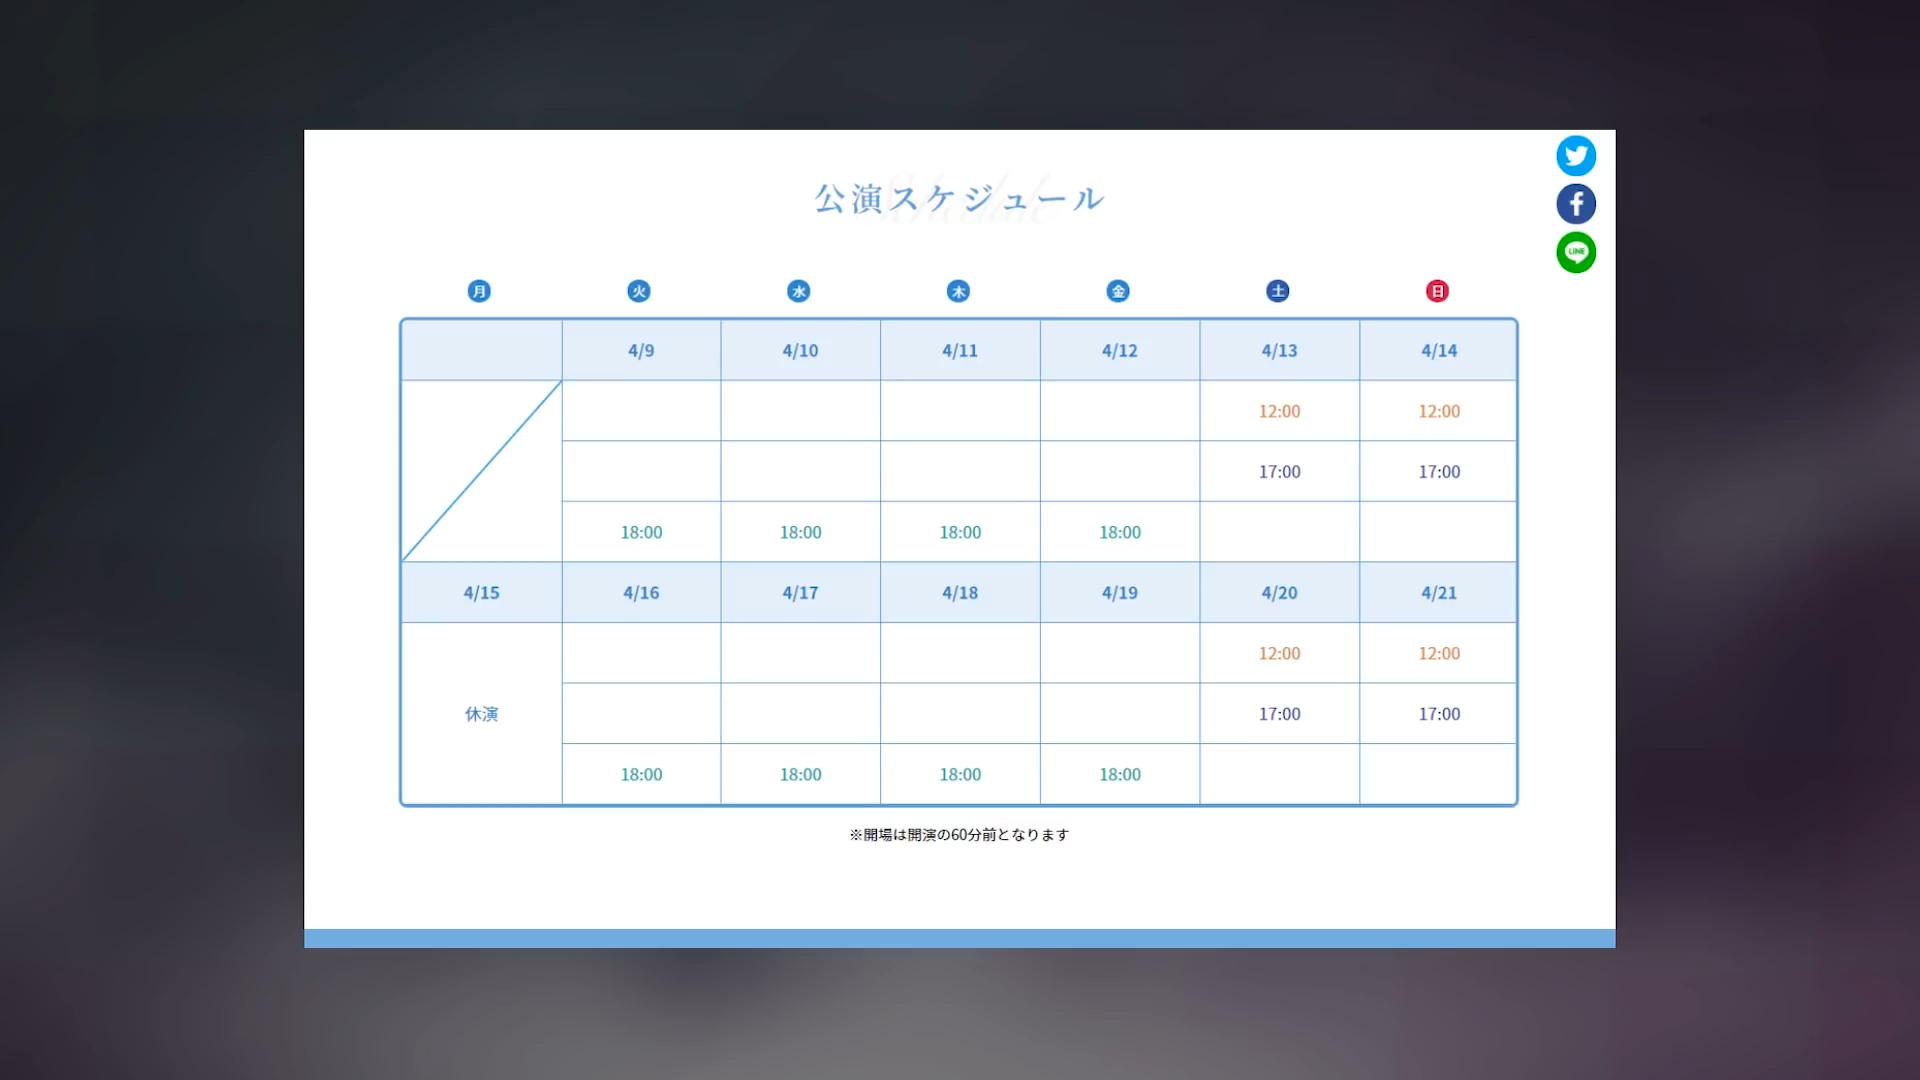 公演スケジュール
月 火 水 木 金 土 日
4/9 4/10 4/11 4/12 4/13 4/14
12:00 12:00
17:00 17:00
18:00 18:00 18:00 18:00
4/15 4/16 4/17 4/18 4/19 4/20 4/21
12:00 12:00
休演 17:00 17:00
18:00 18:00 18:00 18:00
※開場は開演の60分前となります
LINE